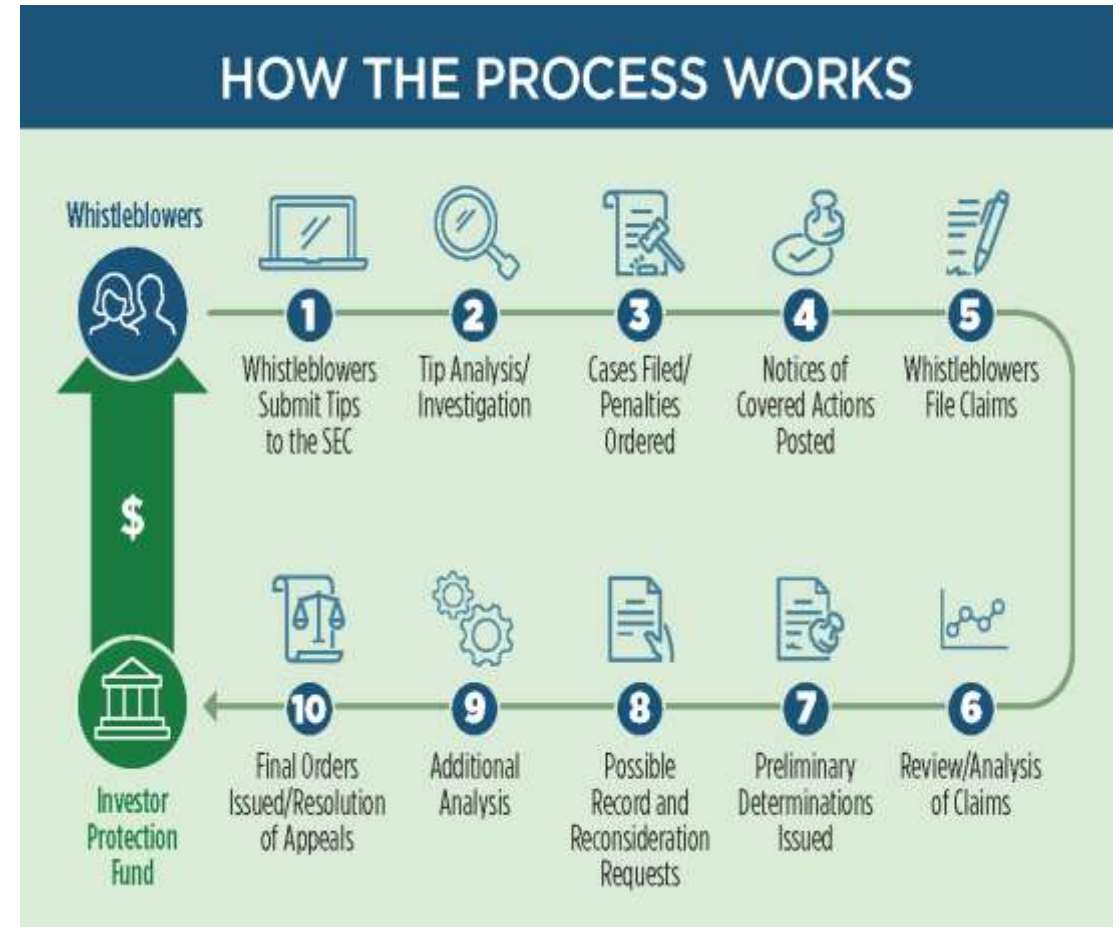 HOW THE PROCESS WORKS
Whistleblowers
1
Whistleblowers
Submit Tips
to the SEC
2
Tip Analysis/
Investigation
3
Cases Filed/
Penalties
Ordered
4
Notices of
Covered Actions
Posted
5
Whistleblowers
File Claims
6
Review/Analysis
of Claims
7
Preliminary
Determinations
Issued
8
Possible
Record and
Reconsideration
Requests
9
Additional
Analysis
10
Final Orders
Issued/Resolution
of Appeals
Investor
Protection
Fund
$